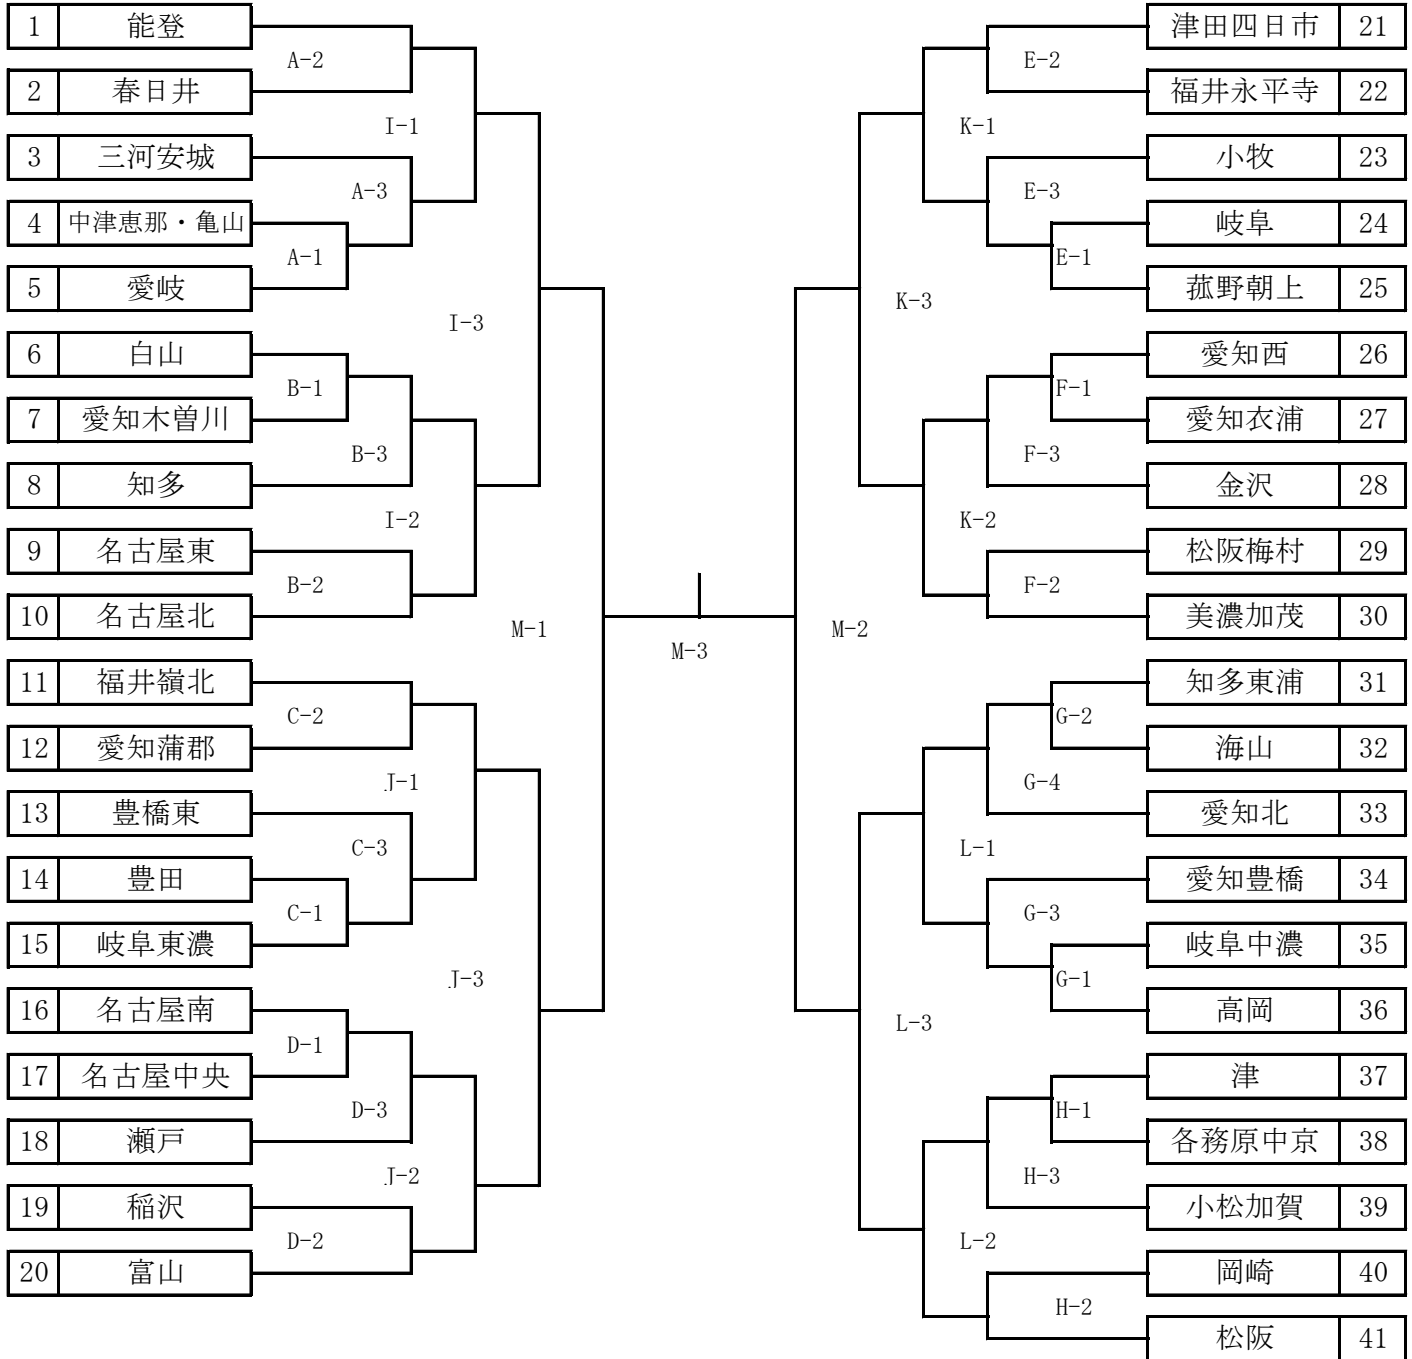 1 能登
A-2
2 春日井
I-1
3 三河安城
A-3
4 中津恵那・亀山
A-1
5 愛岐
I-3
6 白山
B-1
7 愛知木曽川
B-3
8 知多
I-2
9 名古屋東
B-2
10 名古屋北
M-1
11 福井嶺北
C-2
12 愛知蒲郡
J-1
13 豊橋東
C-3
14 豊田
C-1
15 岐阜東濃
J-3
16 名古屋南
D-1
17 名古屋中央
D-3
18 瀬戸
J-2
19 稲沢
D-2
20 富山
M-3
津田四日市 21
E-2
福井永平寺 22
K-1
小牧 23
E-3
岐阜 24
E-1
菰野朝上 25
K-3
愛知西 26
F-1
愛知衣浦 27
F-3
金沢 28
K-2
松阪梅村 29
F-2
美濃加茂 30
M-2
知多東浦 31
G-2
海山 32
G-4
愛知北 33
L-1
愛知豊橋 34
G-3
岐阜中濃 35
G-1
高岡 36
L-3
津 37
H-1
各務原中京 38
H-3
小松加賀 39
L-2
岡崎 40
H-2
松阪 41